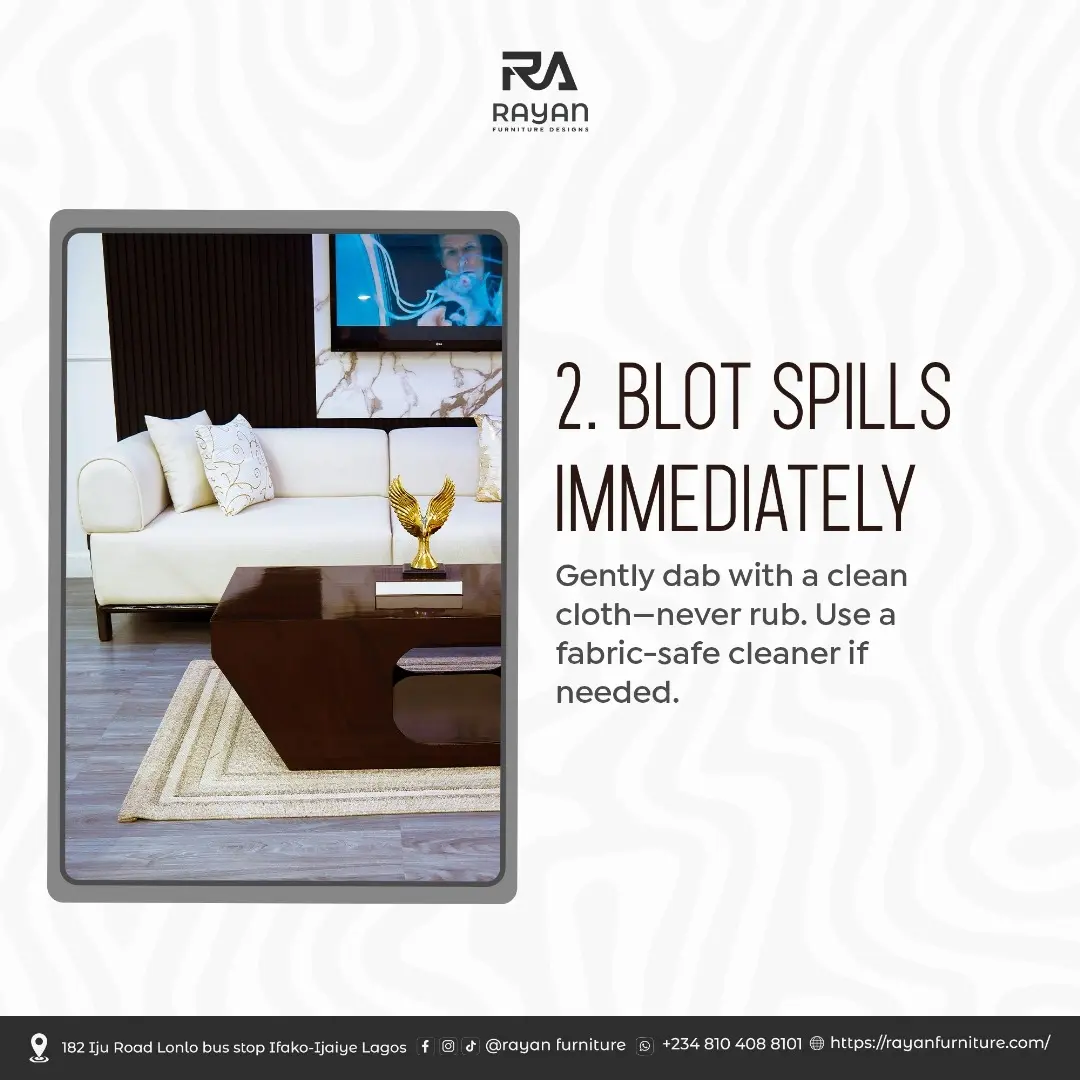 RA
RAYAN
FURNITURE DESIGNS
2. BLOT SPILLS
IMMEDIATELY
Gently dab with a clean
cloth—never rub. Use a
fabric-safe cleaner if
needed.
182 Iju Road Lonlo bus stop Ifako-Ijaiye Lagos @rayan furniture +234 810 408 8101 https://rayanfurniture.com/